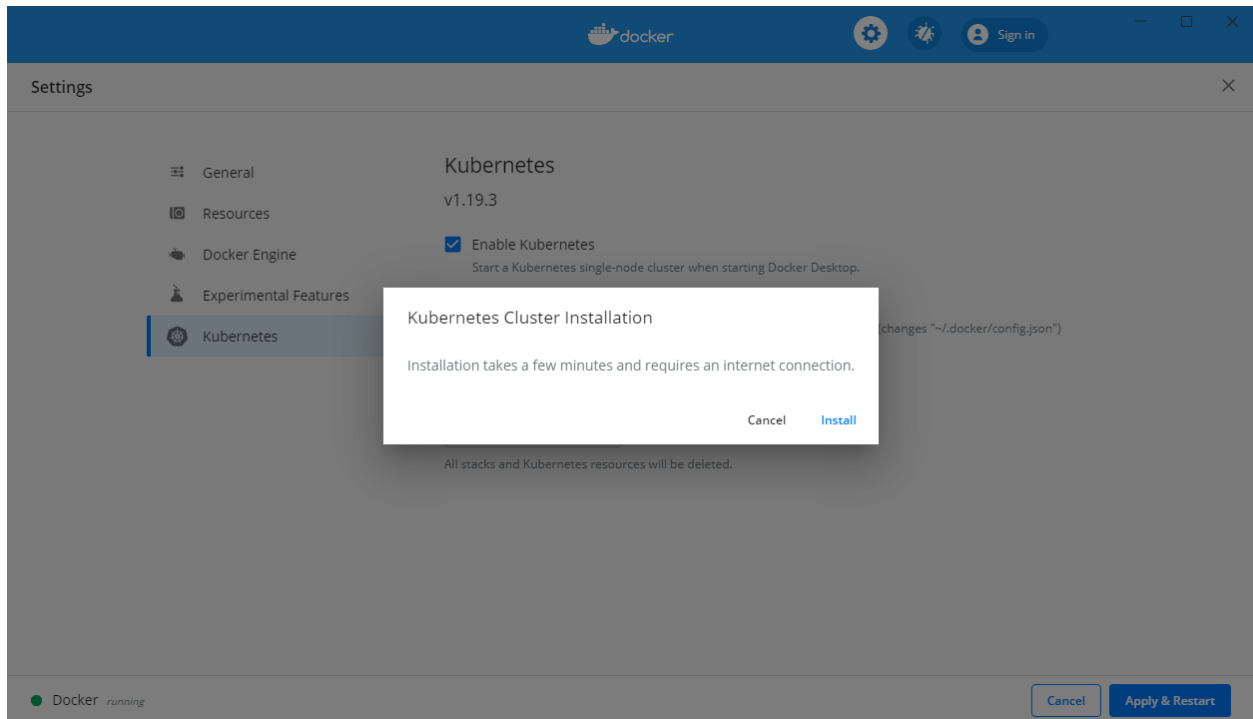 docker
Sign in
Settings
General
Resources
Docker Engine
Experimental Features
Kubernetes
Kubernetes
v1.19.3
Enable Kubernetes
Start a Kubernetes single-node cluster when starting Docker Desktop.
(changes "~/.docker/config.json")
Kubernetes Cluster Installation
Installation takes a few minutes and requires an internet connection.
Cancel
Install
All stacks and Kubernetes resources will be deleted.
Docker running
Cancel
Apply & Restart